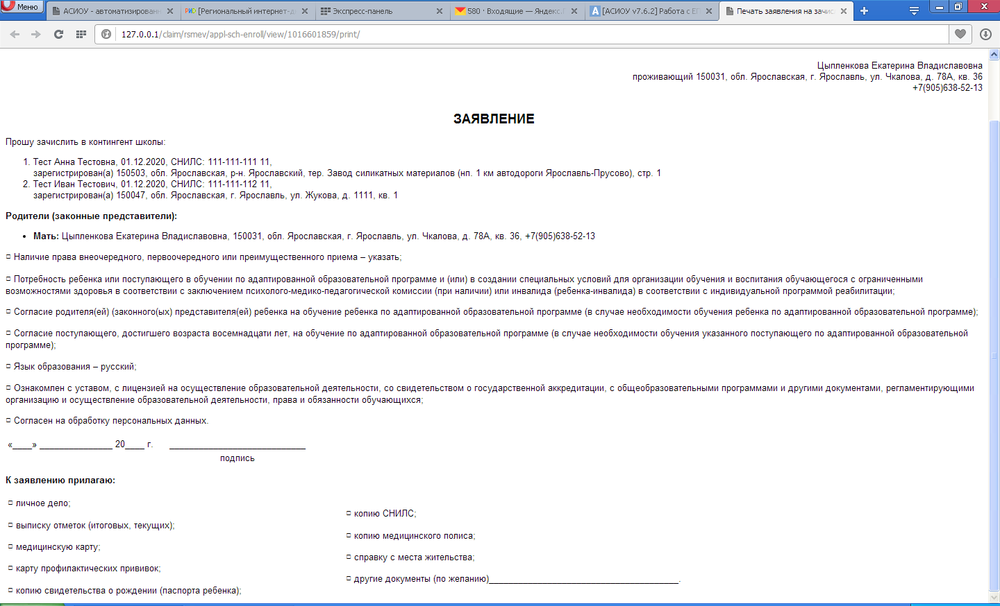 Меню
АСИОУ - автоматизированн
РИД [Региональный интернет-д
Экспресс-панель
580 · Входящие — Яндекс.
[АСИОУ v7.6.2] Работа с ЕП
Печать заявления на зачис
127.0.0.1/claim/rsmev/appl-sch-enroll/view/1016601859/print/
Цыпленкова Екатерина Владиславовна
проживающий 150031, обл. Ярославская, г. Ярославль, ул. Чкалова, д. 78А, кв. 36
+7(905)638-52-13
ЗАЯВЛЕНИЕ
Прошу зачислить в контингент школы:
1. Тест Анна Тестовна, 01.12.2020, СНИЛС: 111-111-111 11,
зарегистрирован(а) 150503, обл. Ярославская, р-н. Ярославский, тер. Завод силикатных материалов (нп. 1 км автодороги Ярославль-Прусово), стр. 1
2. Тест Иван Тестович, 01.12.2020, СНИЛС: 111-111-112 11,
зарегистрирован(а) 150047, обл. Ярославская, г. Ярославль, ул. Жукова, д. 1111, кв. 1
Родители (законные представители):
• Мать: Цыпленкова Екатерина Владиславовна, 150031, обл. Ярославская, г. Ярославль, ул. Чкалова, д. 78А, кв. 36, +7(905)638-52-13
□ Наличие права внеочередного, первоочередного или преимущественного приема – указать;
□ Потребность ребенка или поступающего в обучении по адаптированной образовательной программе и (или) в создании специальных условий для организации обучения и воспитания обучающегося с ограниченными
возможностями здоровья в соответствии с заключением психолого-медико-педагогической комиссии (при наличии) или инвалида (ребенка-инвалида) в соответствии с индивидуальной программой реабилитации;
□ Согласие родителя(ей) (законного(ых) представителя(ей) ребенка на обучение ребенка по адаптированной образовательной программе (в случае необходимости обучения ребенка по адаптированной образовательной программе);
□ Согласие поступающего, достигшего возраста восемнадцати лет, на обучение по адаптированной образовательной программе (в случае необходимости обучения указанного поступающего по адаптированной образовательной
программе);
□ Язык образования – русский;
□ Ознакомлен с уставом, с лицензией на осуществление образовательной деятельности, со свидетельством о государственной аккредитации, с общеобразовательными программами и другими документами, регламентирующими
организацию и осуществление образовательной деятельности, права и обязанности обучающихся;
□ Согласен на обработку персональных данных.
«____» _______________ 20____ г. ____________________________
подпись
К заявлению прилагаю:
□ личное дело;
□ выписку отметок (итоговых, текущих);
□ медицинскую карту;
□ карту профилактических прививок;
□ копию свидетельства о рождении (паспорта ребенка);
□ копию СНИЛС;
□ копию медицинского полиса;
□ справку с места жительства;
□ другие документы (по желанию)_______________________________________.